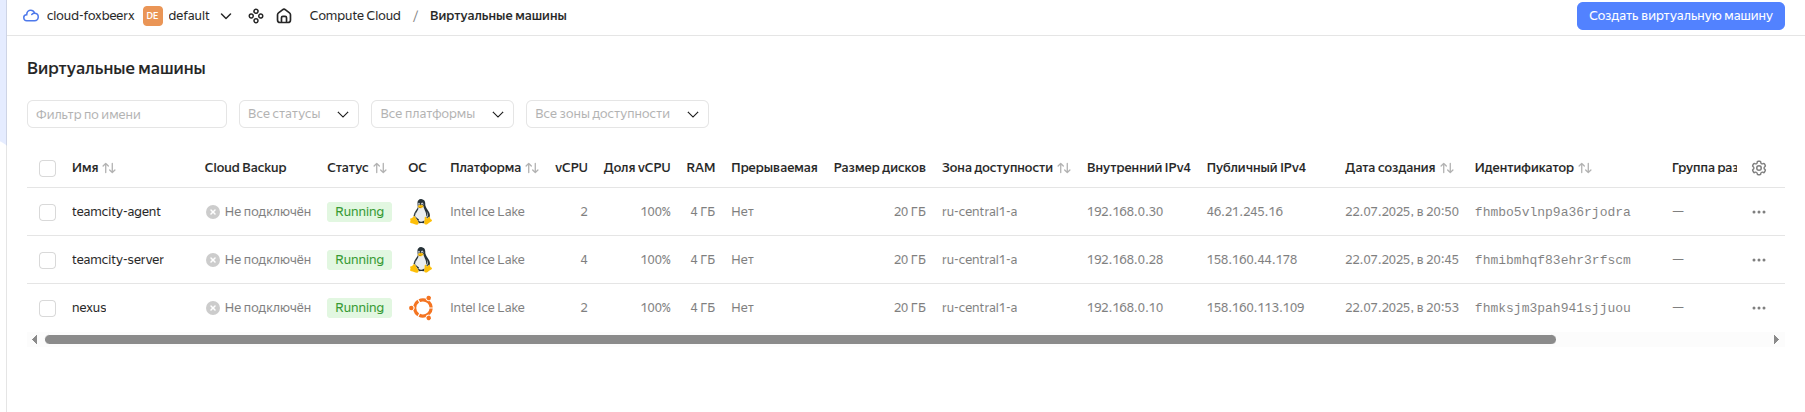 cloud-foxbeerx DE default Compute Cloud / Виртуальные машины Создать виртуальную машину
Виртуальные машины
Фильтр по имени Все статусы Все платформы Все зоны доступности
Имя Cloud Backup Статус ОС Платформа vCPU Доля vCPU RAM Прерываемая Размер дисков Зона доступности Внутренний IPv4 Публичный IPv4 Дата создания Идентификатор Группа раз
teamcity-agent Не подключён Running Intel Ice Lake 2 100% 4 ГБ Нет 20 ГБ ru-central1-a 192.168.0.30 46.21.245.16 22.07.2025, в 20:50 fhmbo5vlnp9a36rjodra —
teamcity-server Не подключён Running Intel Ice Lake 4 100% 4 ГБ Нет 20 ГБ ru-central1-a 192.168.0.28 158.160.44.178 22.07.2025, в 20:45 fhmibmhqf83ehr3rfscm —
nexus Не подключён Running Intel Ice Lake 2 100% 4 ГБ Нет 20 ГБ ru-central1-a 192.168.0.10 158.160.113.109 22.07.2025, в 20:53 fhmksjm3pah941sjjuou —